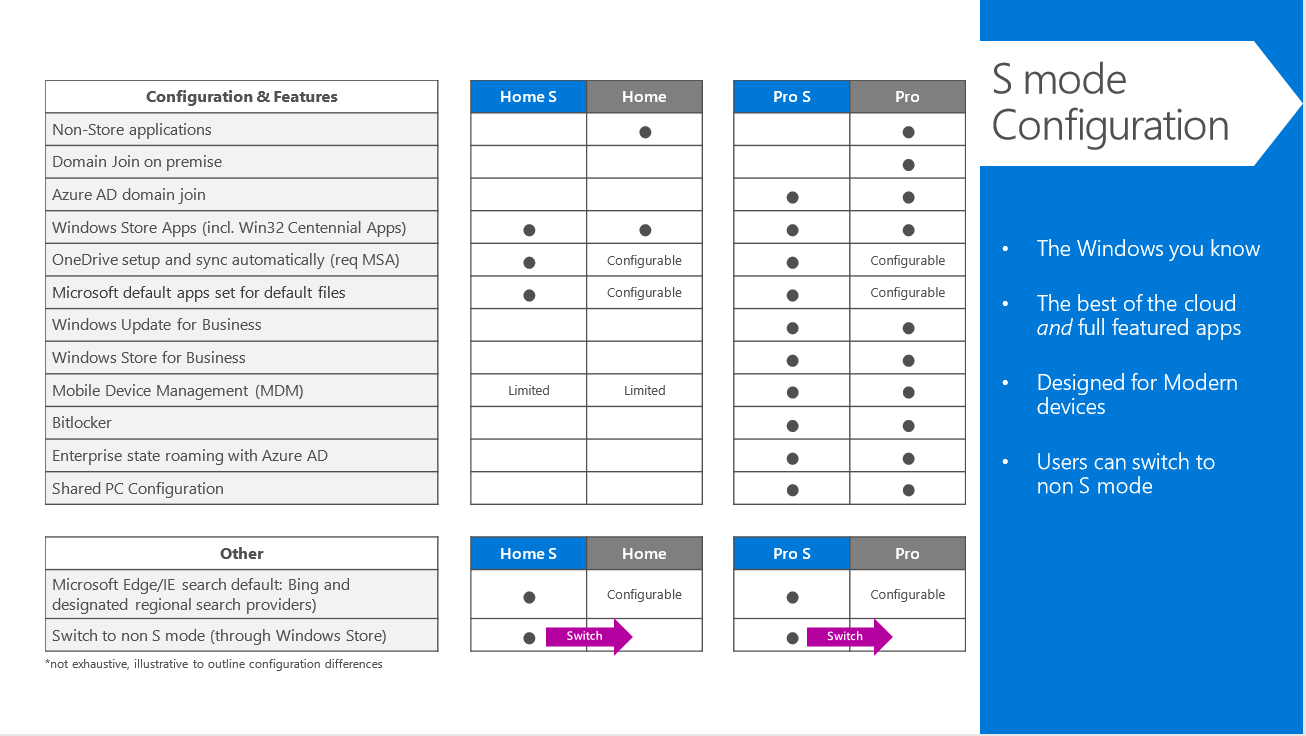 S mode
Configuration
Configuration & Features Home S Home Pro S Pro
Non-Store applications ● ●
Domain Join on premise ●
Azure AD domain join ● ●
Windows Store Apps (incl. Win32 Centennial Apps) ● ● ● ●
OneDrive setup and sync automatically (req MSA) ● Configurable ● Configurable
Microsoft default apps set for default files ● Configurable ● Configurable
Windows Update for Business ● ●
Windows Store for Business ● ●
Mobile Device Management (MDM) Limited Limited ● ●
Bitlocker ● ●
Enterprise state roaming with Azure AD ● ●
Shared PC Configuration ● ●
Other Home S Home Pro S Pro
Microsoft Edge/IE search default: Bing and
designated regional search providers) ● Configurable ● Configurable
Switch to non S mode (through Windows Store) ● Switch ● Switch
*not exhaustive, illustrative to outline configuration differences
• The Windows you know
• The best of the cloud
and full featured apps
• Designed for Modern
devices
• Users can switch to
non S mode